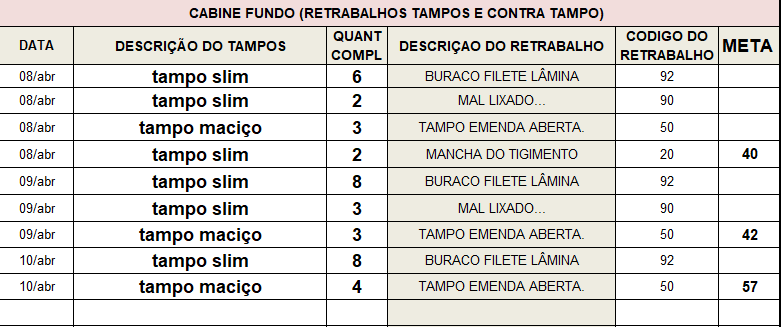 CABINE FUNDO (RETRABALHOS TAMPOS E CONTRA TAMPO)
DATA DESCRIÇÃO DO TAMPOS QUANT COMPL DESCRIÇAO DO RETRABALHO CODIGO DO RETRABALHO META
08/abr tampo slim 6 BURACO FILETE LÂMINA 92
08/abr tampo slim 2 MAL LIXADO... 90
08/abr tampo maciço 3 TAMPO EMENDA ABERTA. 50
08/abr tampo slim 2 MANCHA DO TIGIMENTO 20 40
09/abr tampo slim 8 BURACO FILETE LÂMINA 92
09/abr tampo slim 3 MAL LIXADO... 90
09/abr tampo maciço 3 TAMPO EMENDA ABERTA. 50 42
10/abr tampo slim 8 BURACO FILETE LÂMINA 92
10/abr tampo maciço 4 TAMPO EMENDA ABERTA. 50 57